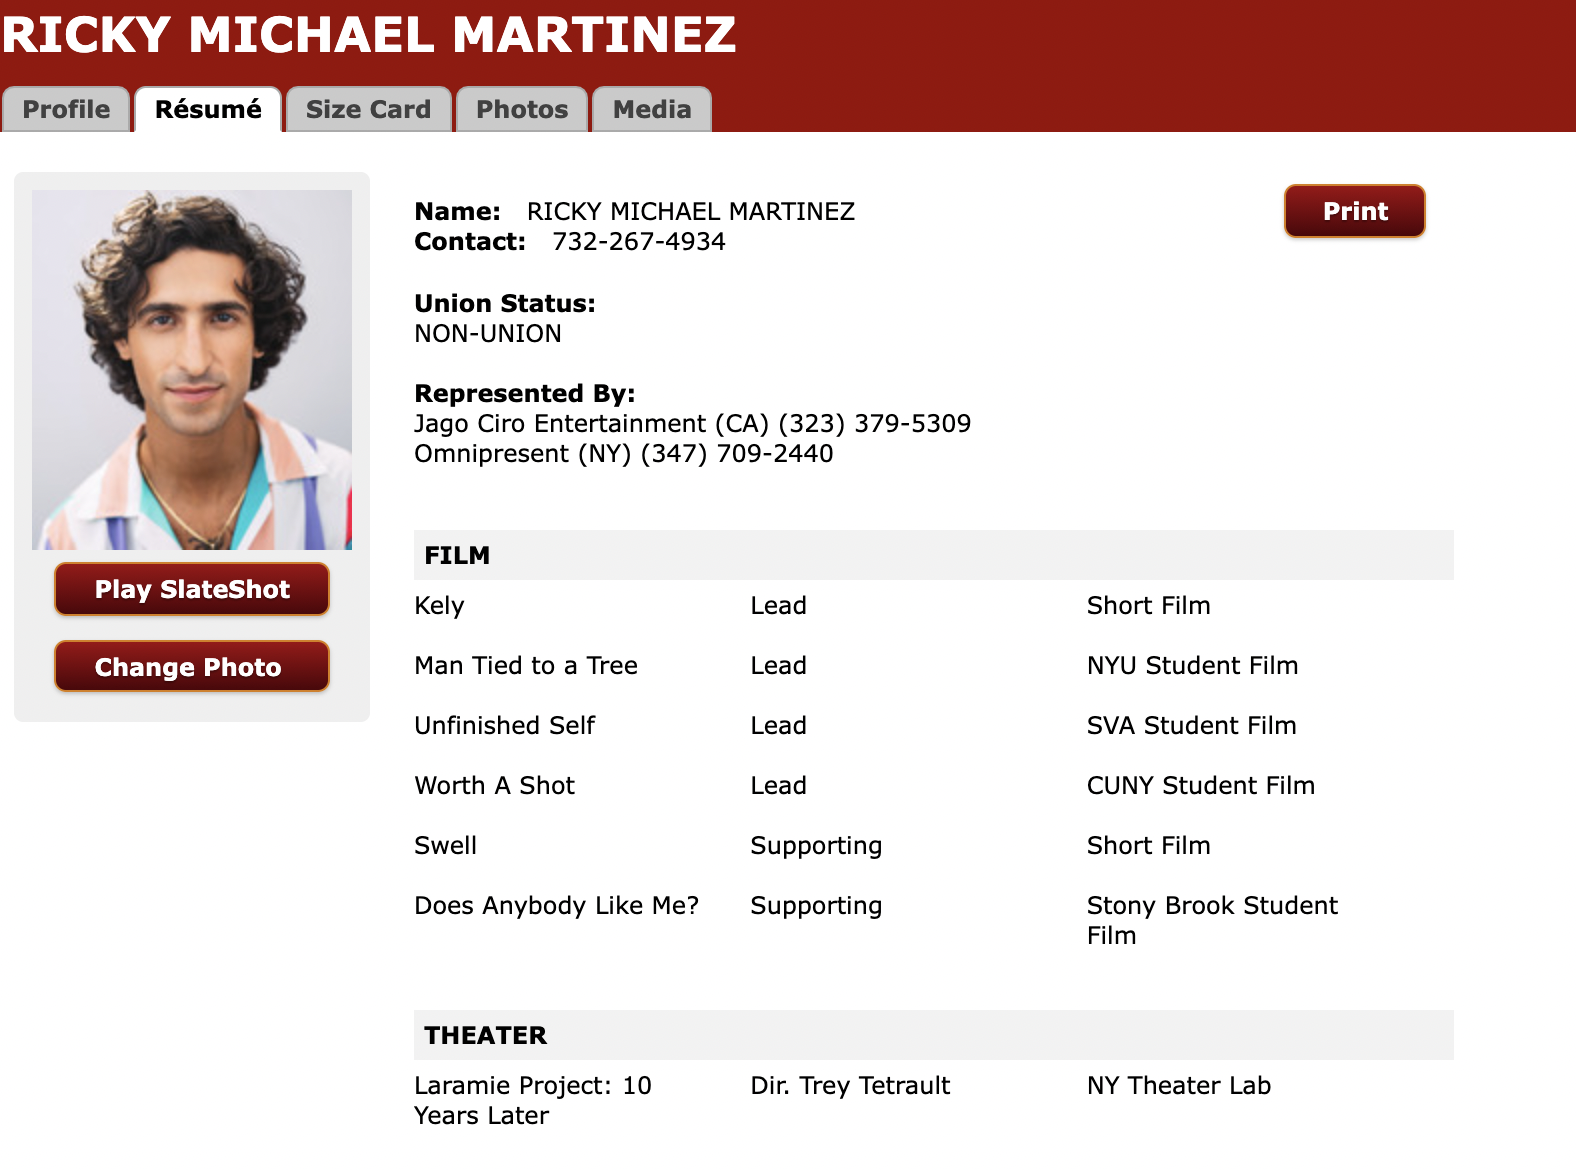 RICKY MICHAEL MARTINEZ
Profile
Résumé
Size Card
Photos
Media
Play SlateShot
Change Photo
Name: RICKY MICHAEL MARTINEZ
Contact: 732-267-4934
Print
Union Status:
NON-UNION
Represented By:
Jago Ciro Entertainment (CA) (323) 379-5309
Omnipresent (NY) (347) 709-2440
FILM
Kely Lead Short Film
Man Tied to a Tree Lead NYU Student Film
Unfinished Self Lead SVA Student Film
Worth A Shot Lead CUNY Student Film
Swell Supporting Short Film
Does Anybody Like Me? Supporting Stony Brook Student
Film
THEATER
Laramie Project: 10 Dir. Trey Tetrault NY Theater Lab
Years Later